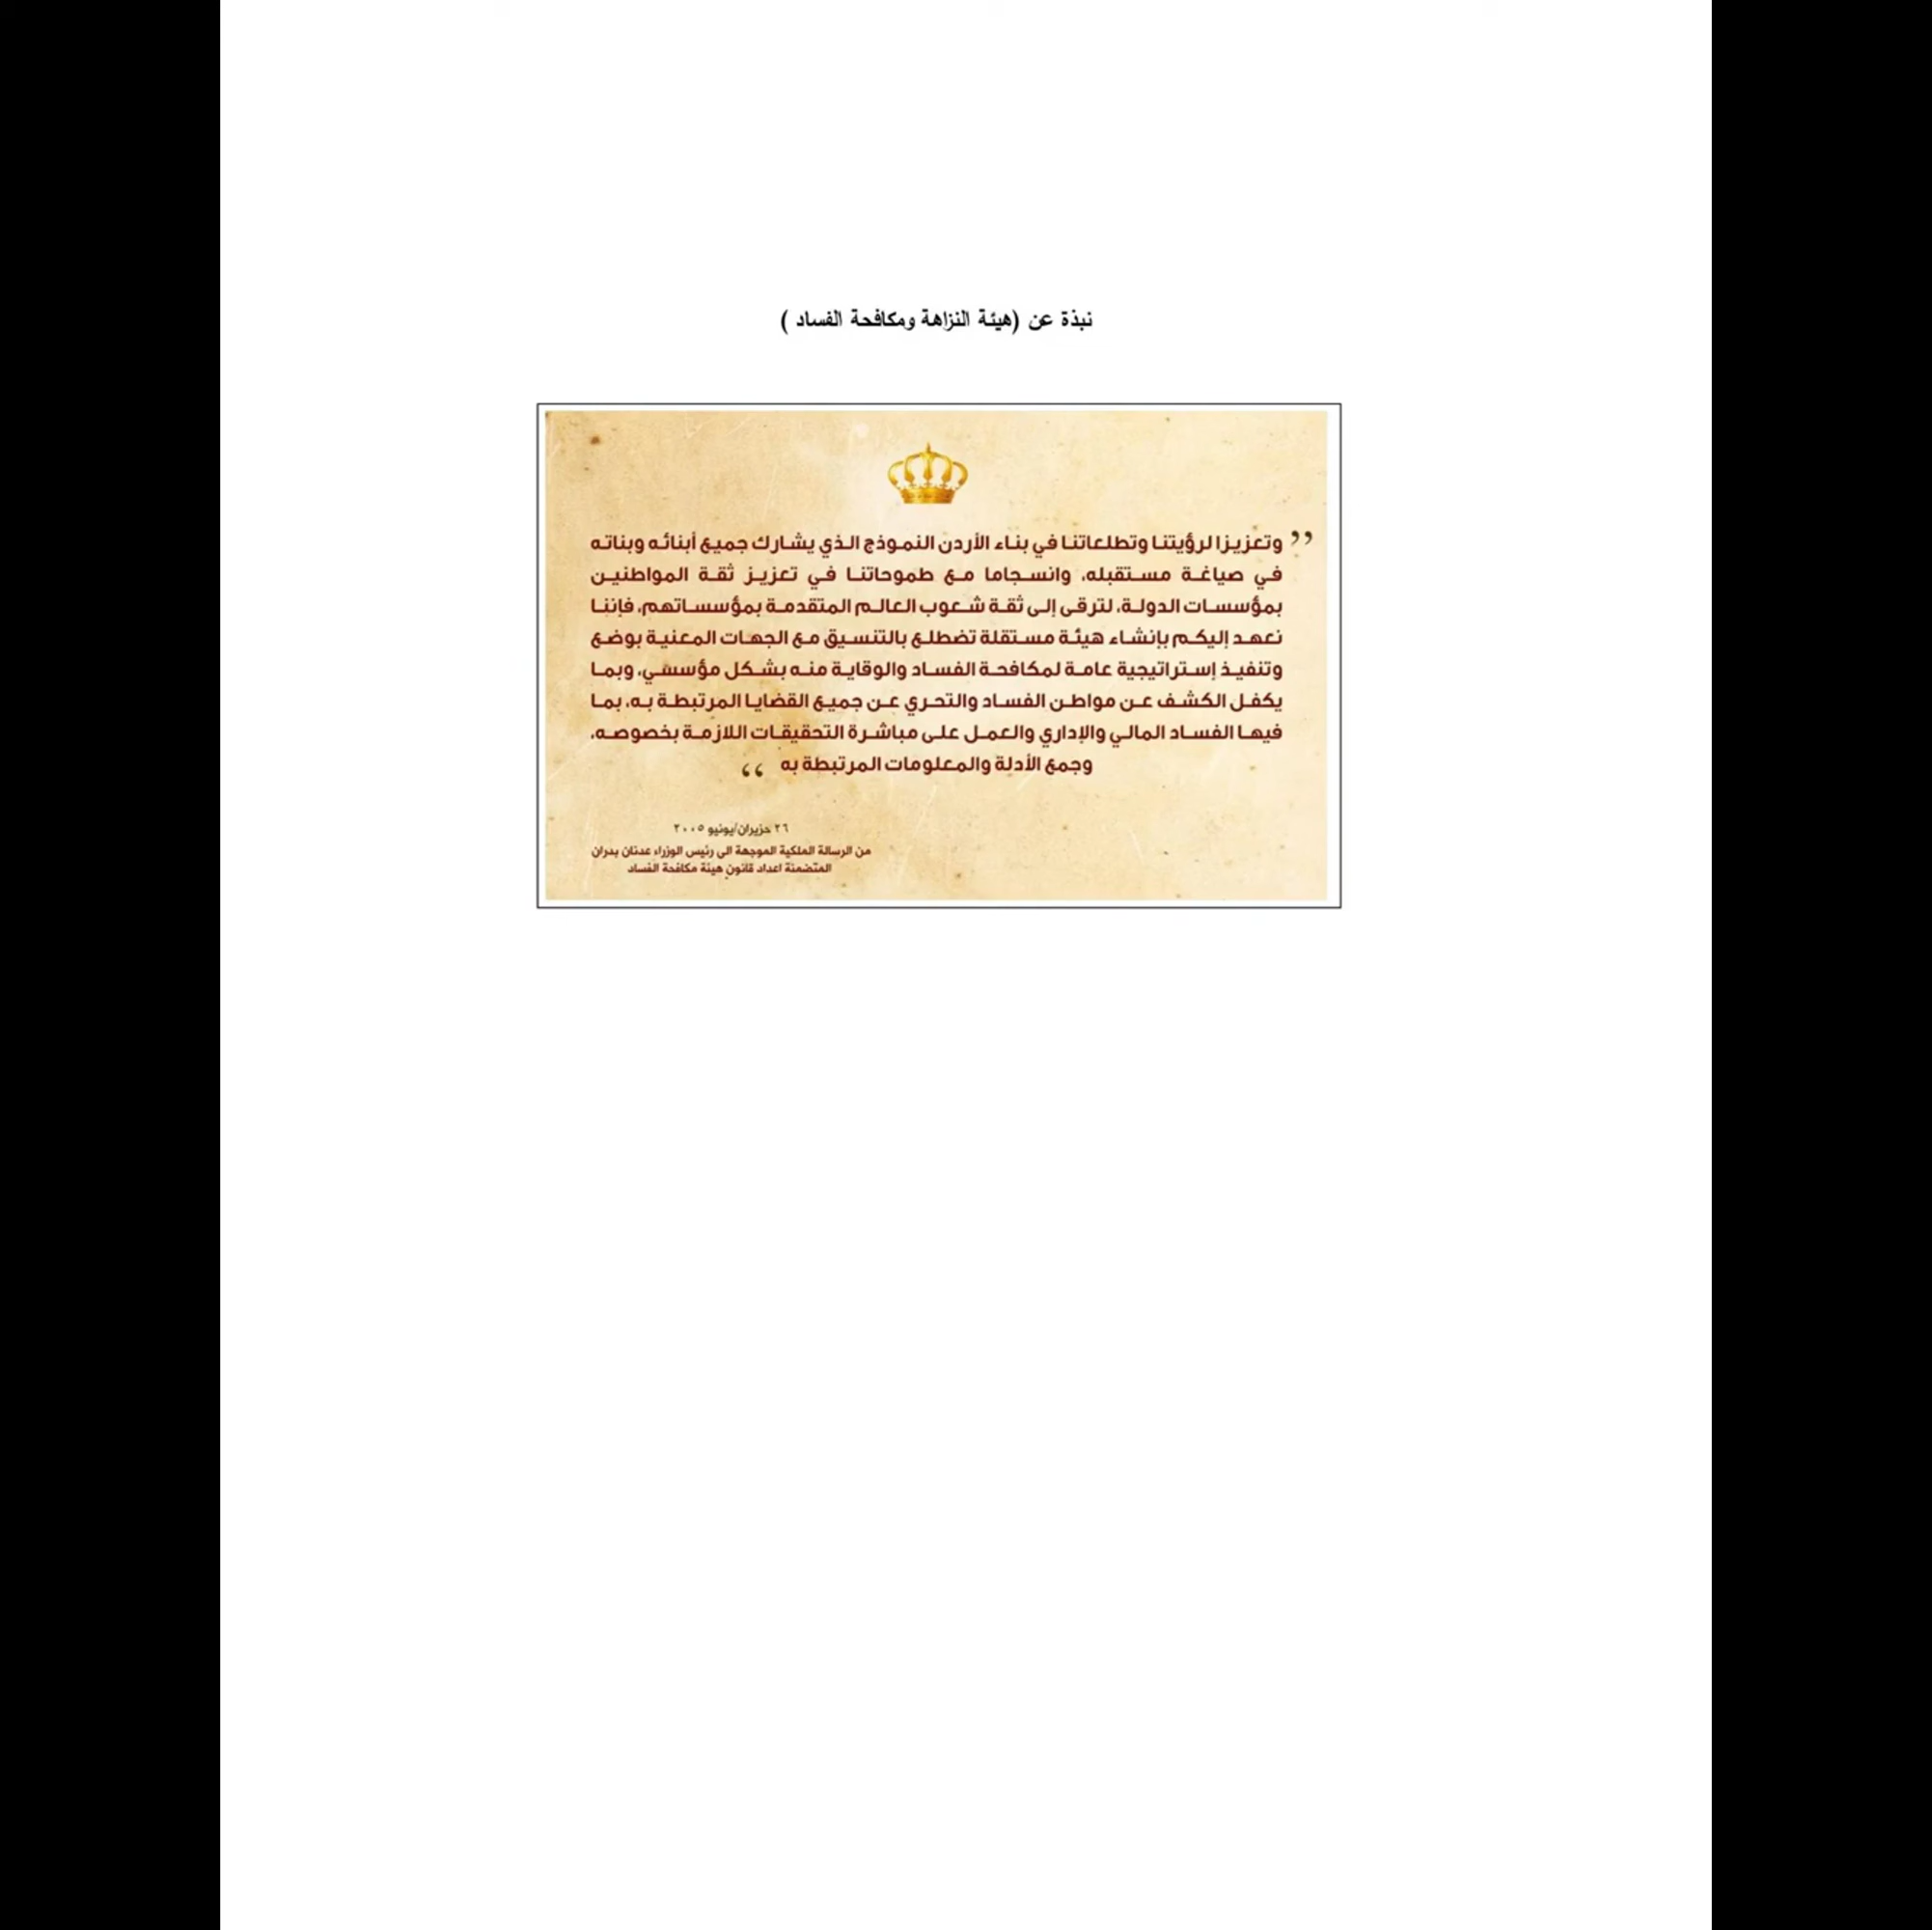 نبذة عن (هيئة النزاهة ومكافحة الفساد )
” وتعزيزا لرؤيتنا وتطلعاتنا في بناء الأردن النموذج الذي يشارك جميع أبنائه وبناته
في صياغة مستقبله، وانسجاما مع طموحاتنا في تعزيز ثقة المواطنين
بمؤسسات الدولة، لترقى إلى ثقة شعوب العالم المتقدمة بمؤسساتهم، فإننا
نعهد إليكم بإنشاء هيئة مستقلة تضطلع بالتنسيق مع الجهات المعنية بوضع
وتنفيذ إستراتيجية عامة لمكافحة الفساد والوقاية منه بشكل مؤسسي، وبما
يكفل الكشف عن مواطن الفساد والتحري عن جميع القضايا المرتبطة به، بما
فيها الفساد المالي والإداري والعمل على مباشرة التحقيقات اللازمة بخصوصه،
وجمع الأدلة والمعلومات المرتبطة به “
٢٦ حزيران/يونيو ٢٠٠٥
من الرسالة الملكية الموجهة الى رئيس الوزراء عدنان بدران
المتضمنة اعداد قانون هيئة مكافحة الفساد